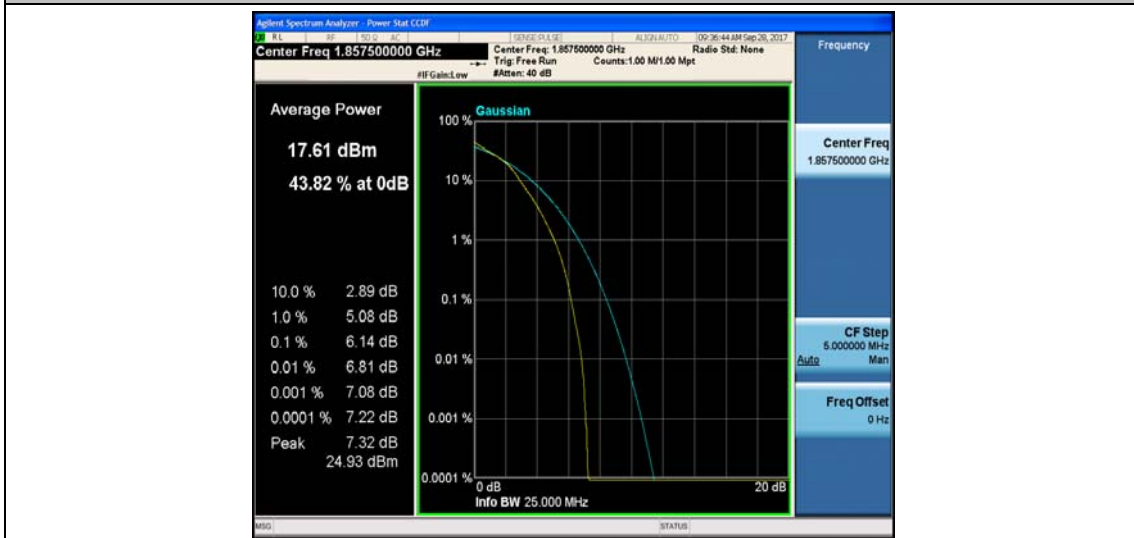 Agilent Spectrum Analyzer - Power Stat CCDF
RL RF 50 Ω AC SENSE:PULSE ALIGN AUTO 09:36:44 AM Sep 28, 2017
Center Freq 1.857500000 GHz
Center Freq: 1.857500000 GHz Radio Std: None
Trig: Free Run Counts:1.00 M/1.00 Mpt
#IFGain:Low #Atten: 40 dB
Frequency
Average Power
17.61 dBm
43.82 % at 0dB
10.0 % 2.89 dB
1.0 % 5.08 dB
0.1 % 6.14 dB
0.01 % 6.81 dB
0.001 % 7.08 dB
0.0001 % 7.22 dB
Peak 7.32 dB
24.93 dBm
Gaussian
100 %
10 %
1 %
0.1 %
0.01 %
0.001 %
0.0001 %
0 dB 20 dB
Info BW 25.000 MHz
Center Freq
1.857500000 GHz
CF Step
5.000000 MHz
Auto Man
Freq Offset
0 Hz
MSG STATUS